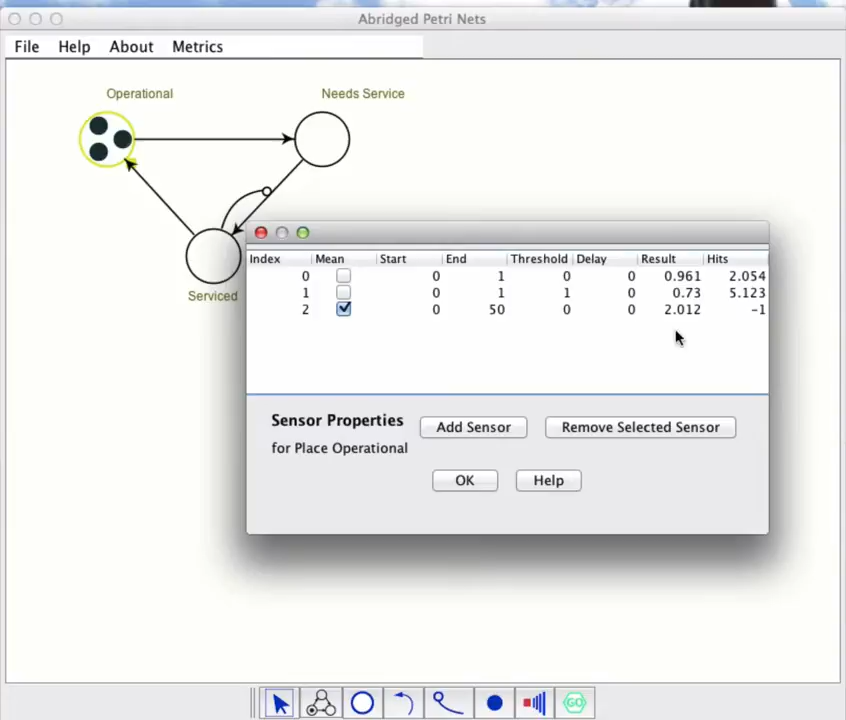 Abridged Petri Nets
File Help About Metrics
Operational Needs Service
Serviced
Index Mean Start End Threshold Delay Result Hits
0 0 1 0 0 0.961 2.054
1 0 1 1 0 0.73 5.123
2 0 50 0 0 2.012 -1
Sensor Properties Add Sensor Remove Selected Sensor
for Place Operational
OK Help
GO